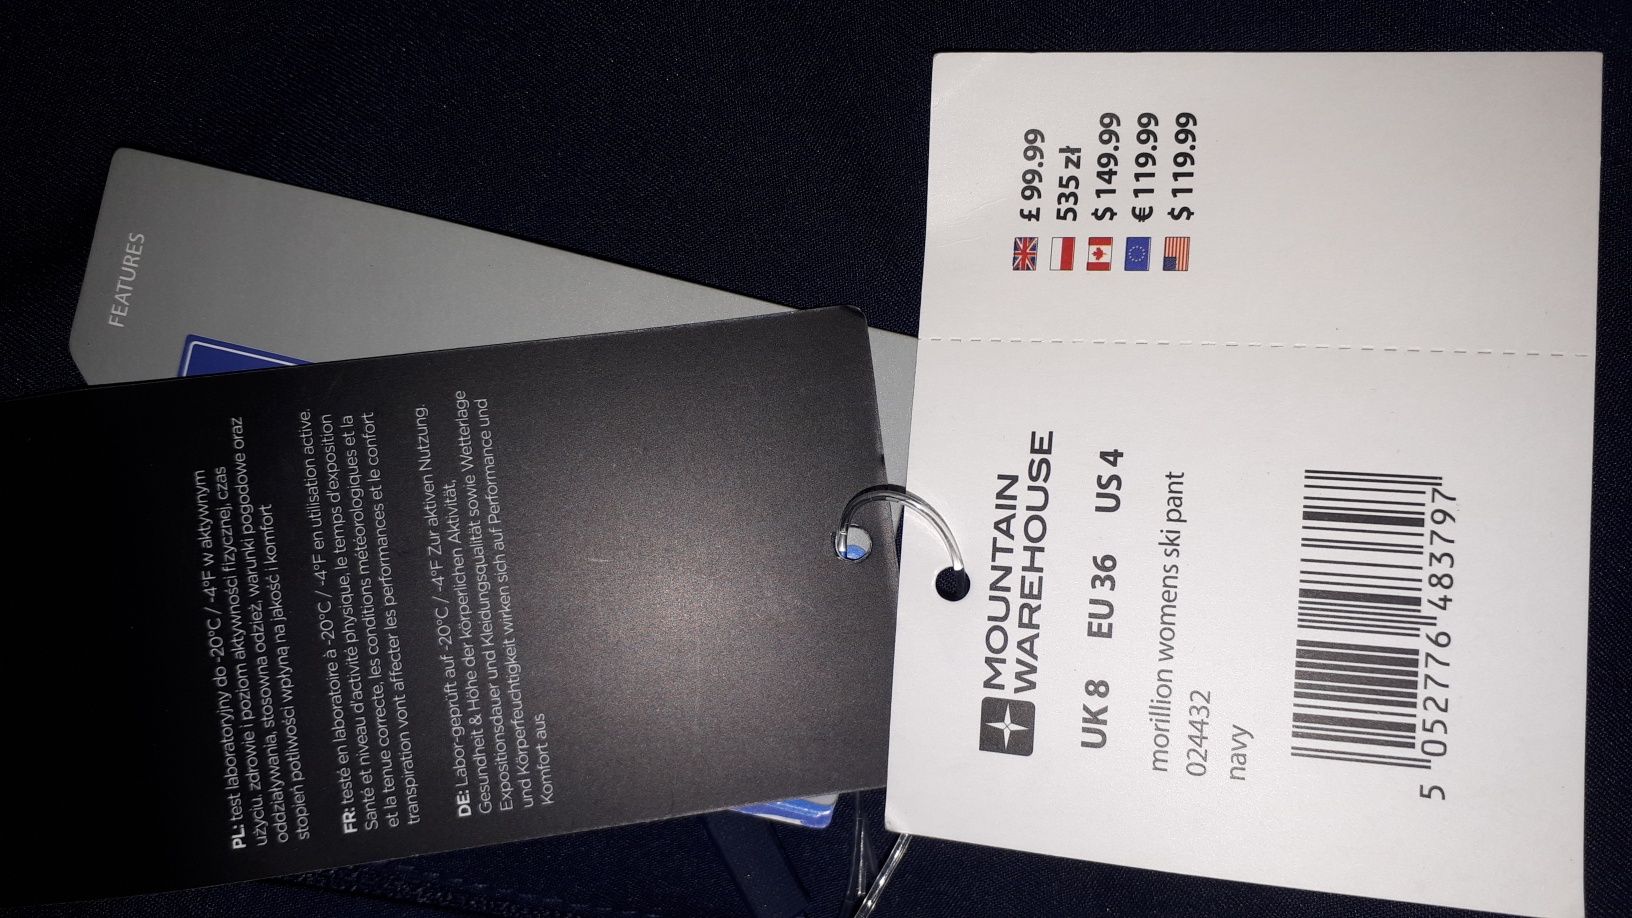 FEATURES
PL: test laboratoryjny do -20°C / -4°F w aktywnym
użyciu. zdrowie i poziom aktywności fizycznej, czas
oddziaływania, stosowna odzież, warunki pogodowe oraz
stopień potliwości wpłyną na jakość i komfort
FR: testé en laboratoire à -20°C / -4°F en utilisation active.
Santé et niveau d'activité physique, le temps d'exposition
et la tenue correcte, les conditions météorologiques et la
transpiration vont affecter les performances et le confort
DE: Labor-geprüft auf -20°C / -4°F Zur aktiven Nutzung.
Gesundheit & Höhe der körperlichen Aktivität,
Expositionsdauer und Kleidungsqualität sowie Wetterlage
und Körperfeuchtigkeit wirken sich auf Performance und
Komfort aus
£ 99.99
535 zł
$ 149.99
€ 119.99
$ 119.99
MOUNTAIN
WAREHOUSE
UK 8 EU 36 US 4
morillion womens ski pant
024432
navy
5 052776 483797